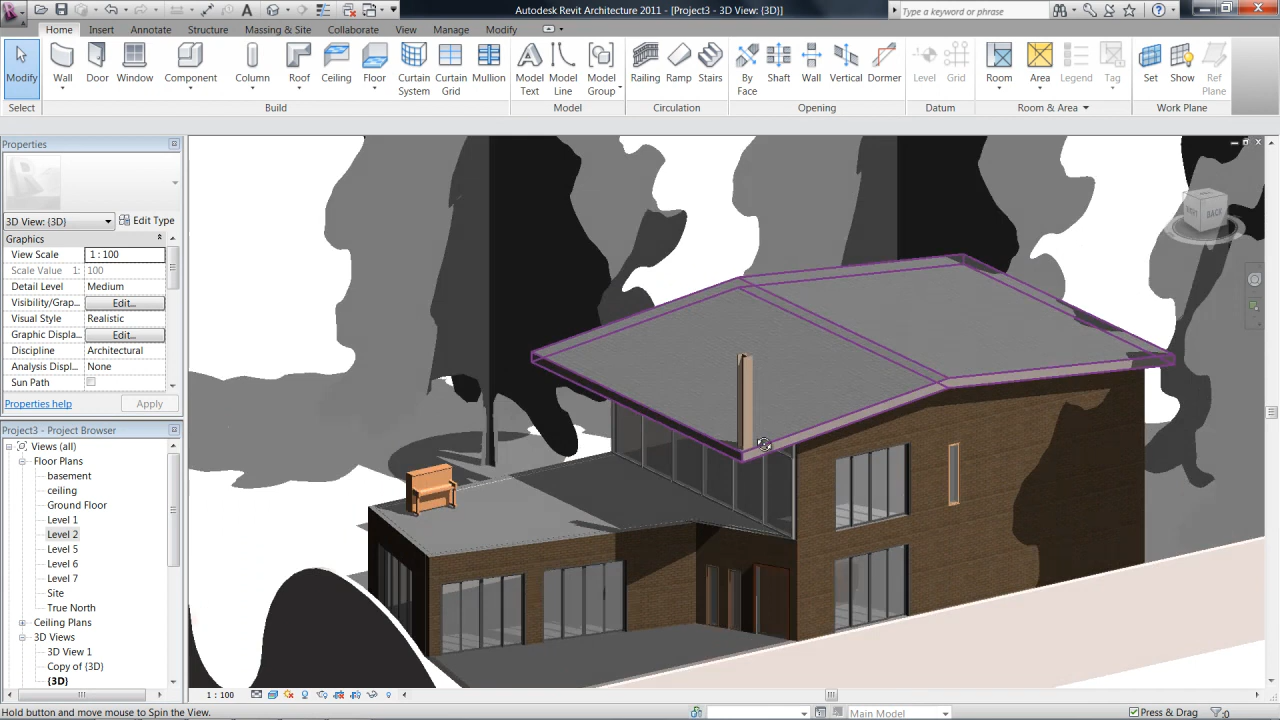 Autodesk Revit Architecture 2011 - [Project3 - 3D View: {3D}]
Type a keyword or phrase
Home Insert Annotate Structure Massing & Site Collaborate View Manage Modify
Modify Wall Door Window Component Column Roof Ceiling Floor Curtain System Curtain Grid Mullion Model Text Model Line Model Group Railing Ramp Stairs By Face Shaft Wall Vertical Dormer Level Grid Room Area Legend Tag Set Show Ref Plane
Select Build Model Circulation Opening Datum Room & Area Work Plane
Properties
3D View: {3D} Edit Type
Graphics
View Scale 1 : 100
Scale Value 1: 100
Detail Level Medium
Visibility/Grap... Edit...
Visual Style Realistic
Graphic Displa... Edit...
Discipline Architectural
Analysis Displ... None
Sun Path
Properties help Apply
Project3 - Project Browser
Views (all)
Floor Plans
basement
ceiling
Ground Floor
Level 1
Level 2
Level 5
Level 6
Level 7
Site
True North
Ceiling Plans
3D Views
3D View 1
Copy of {3D}
{3D}
BACK
1 : 100
Hold button and move mouse to Spin the View.
Main Model
Press & Drag
:0